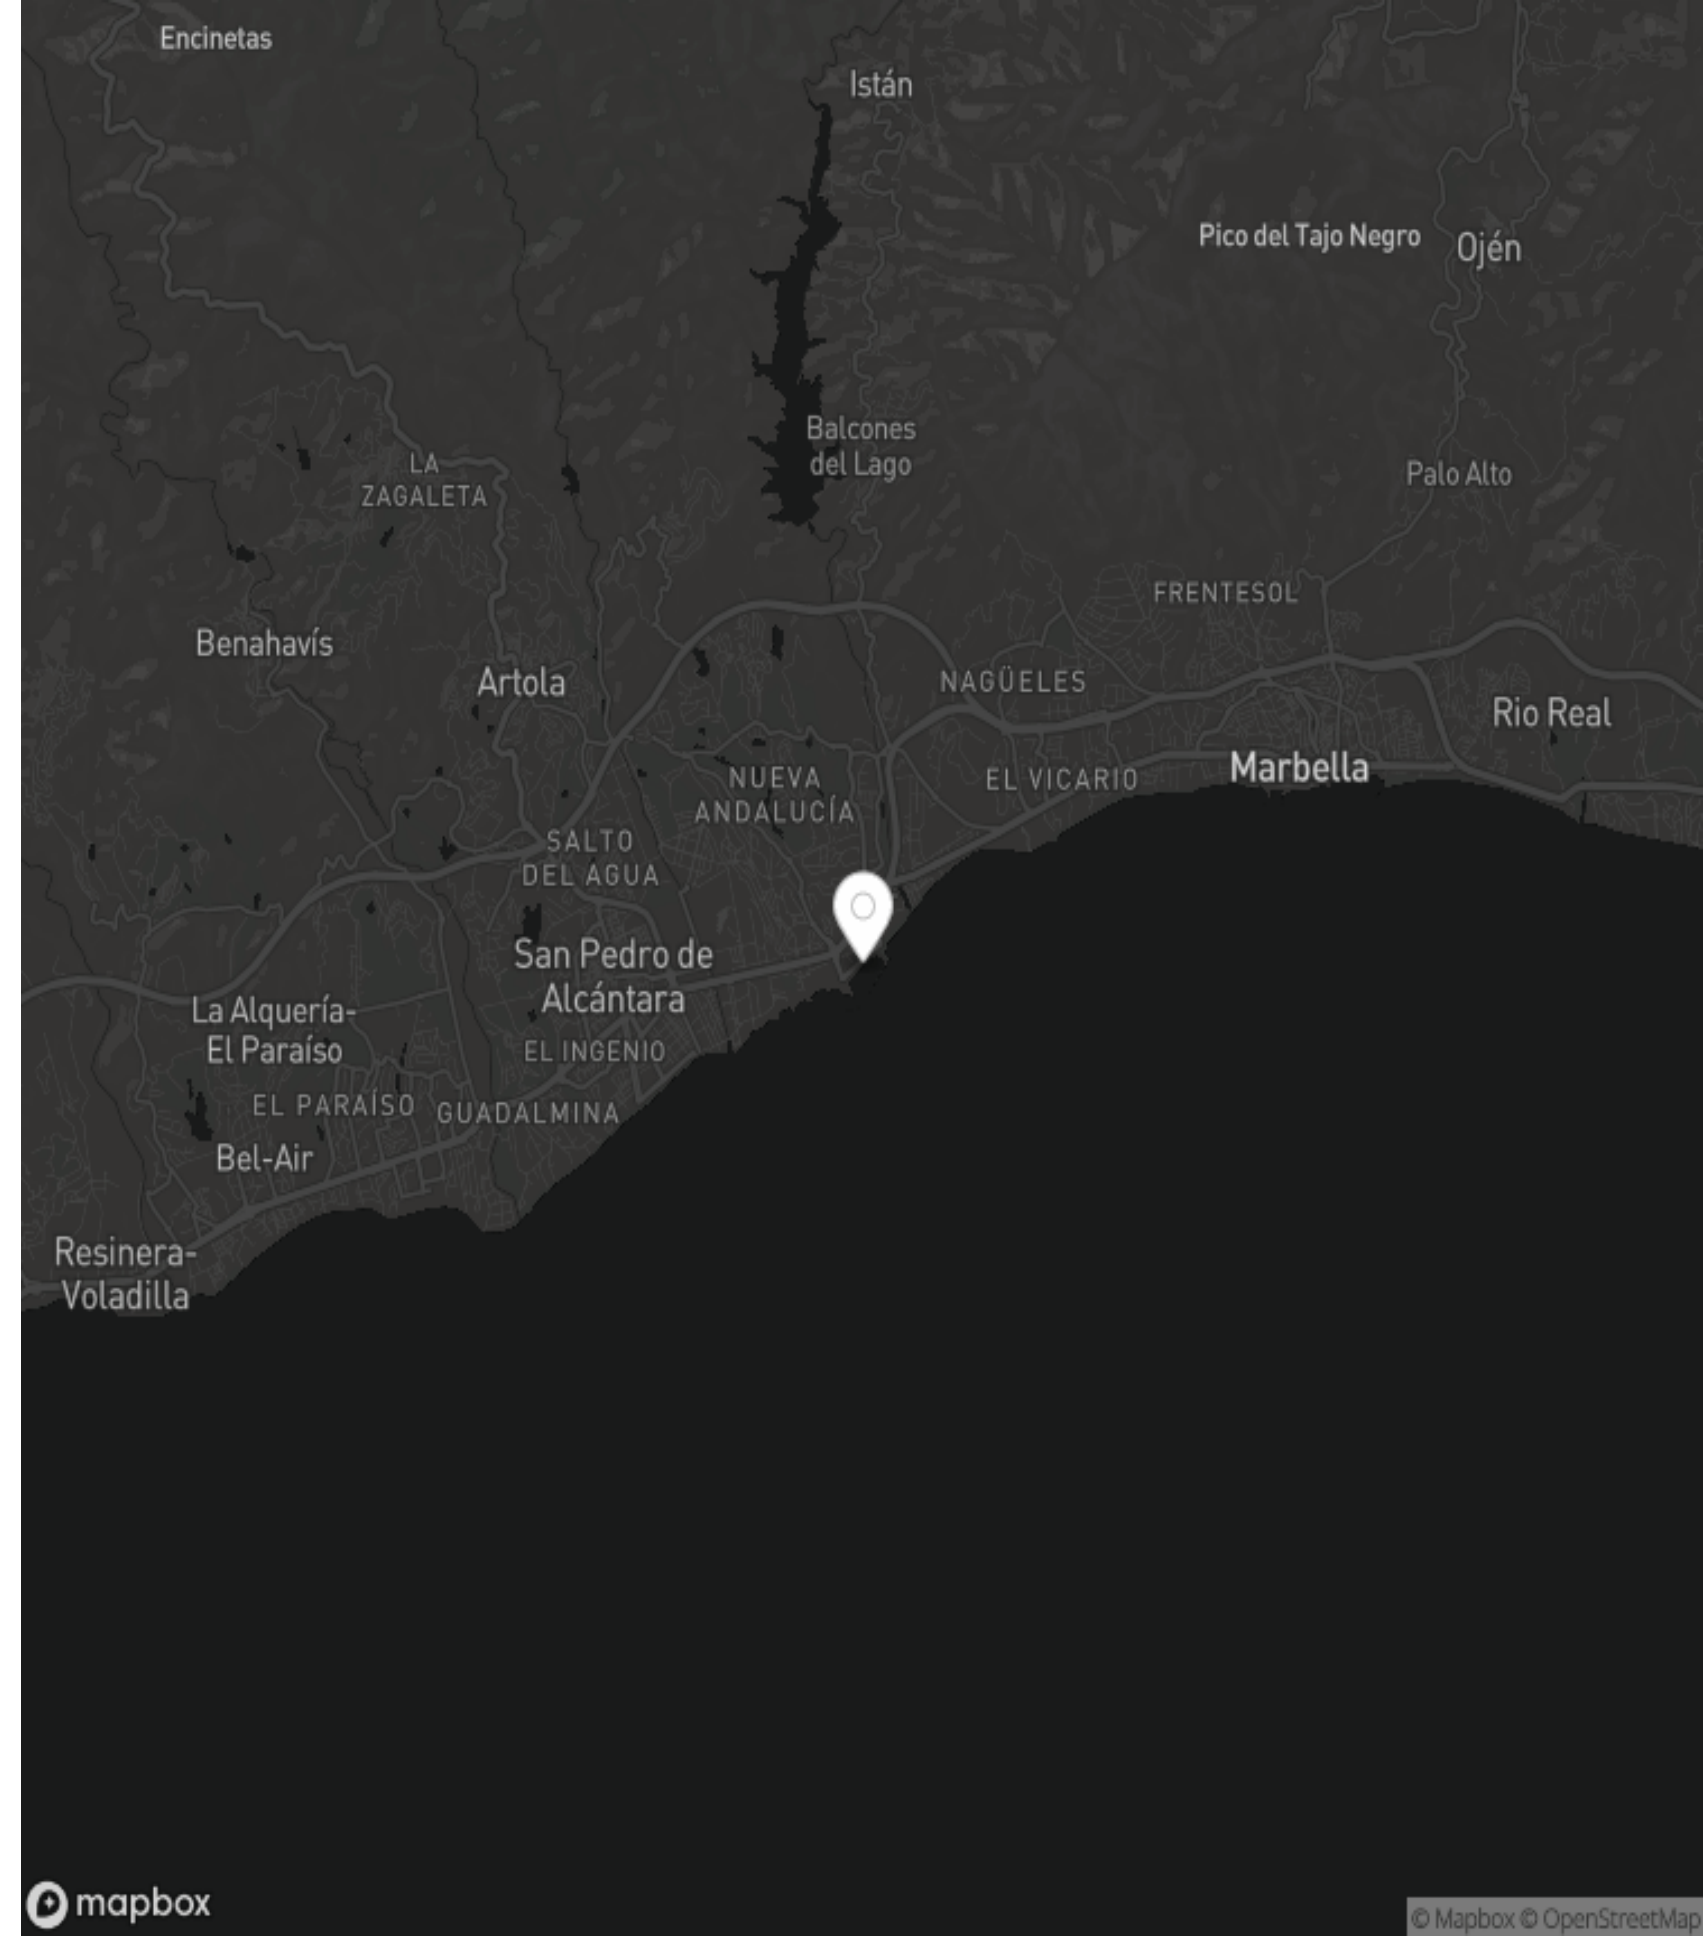 Encinetas
Istán
Pico del Tajo Negro
Ojén
Balcones
del Lago
LA
ZAGALETA
Palo Alto
FRENTESOL
Benahavís
Artola
NAGÜELES
Rio Real
Marbella
NUEVA
ANDALUCÍA
EL VICARIO
SALTO
DEL AGUA
San Pedro de
Alcántara
La Alquería-
El Paraíso
EL INGENIO
EL PARAÍSO
GUADALMINA
Bel-Air
Resinera-
Voladilla
mapbox
© Mapbox © OpenStreetMap